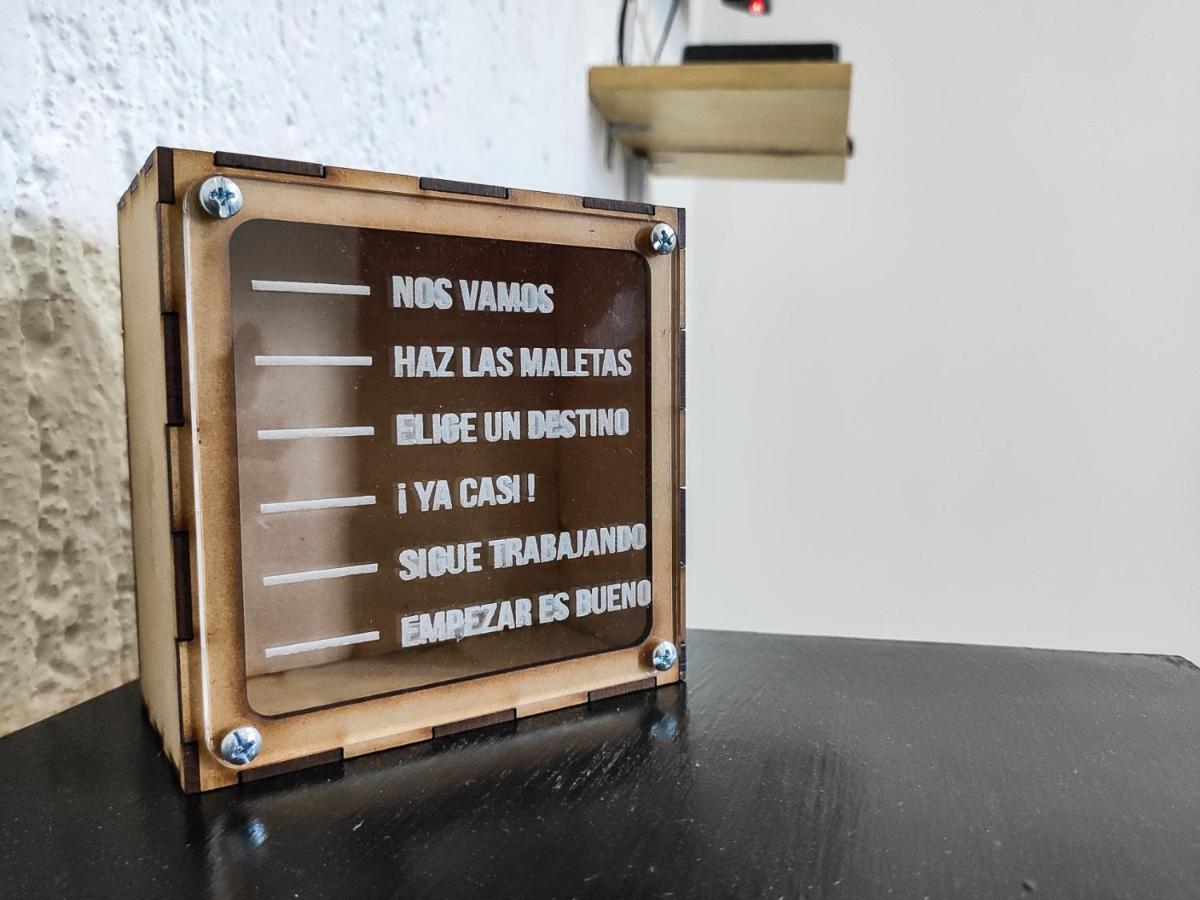 NOS VAMOS
HAZ LAS MALETAS
ELIGE UN DESTINO
¡ YA CASI !
SIGUE TRABAJANDO
EMPEZAR ES BUENO